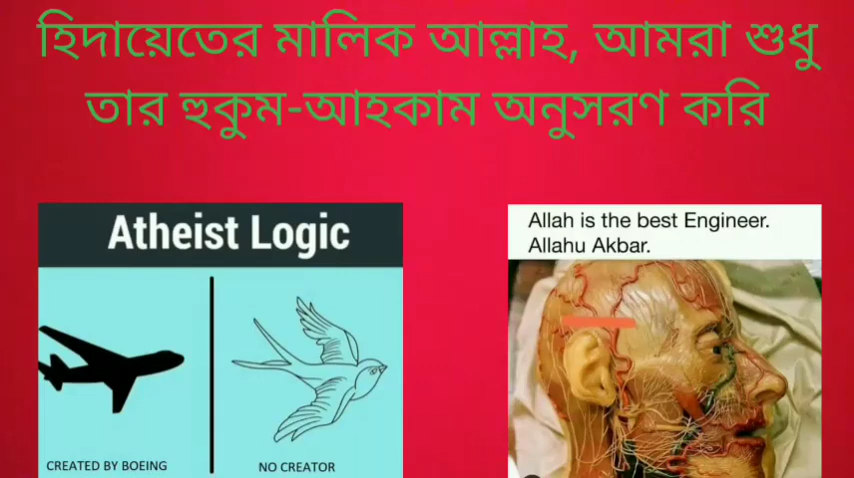 হিদায়েতের মালিক আল্লাহ, আমরা শুধু
তার হুকুম-আহকাম অনুসরণ করি
Atheist Logic
CREATED BY BOEING
NO CREATOR
Allah is the best Engineer.
Allahu Akbar.